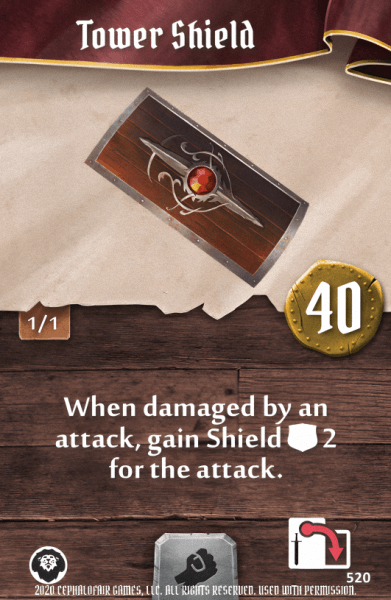 Tower Shield
40
1/1
When damaged by an
attack, gain Shield 2
for the attack.
520
2020 CEPHALOFAIR GAMES, LLC. ALL RIGHTS RESERVED. USED WITH PERMISSION.